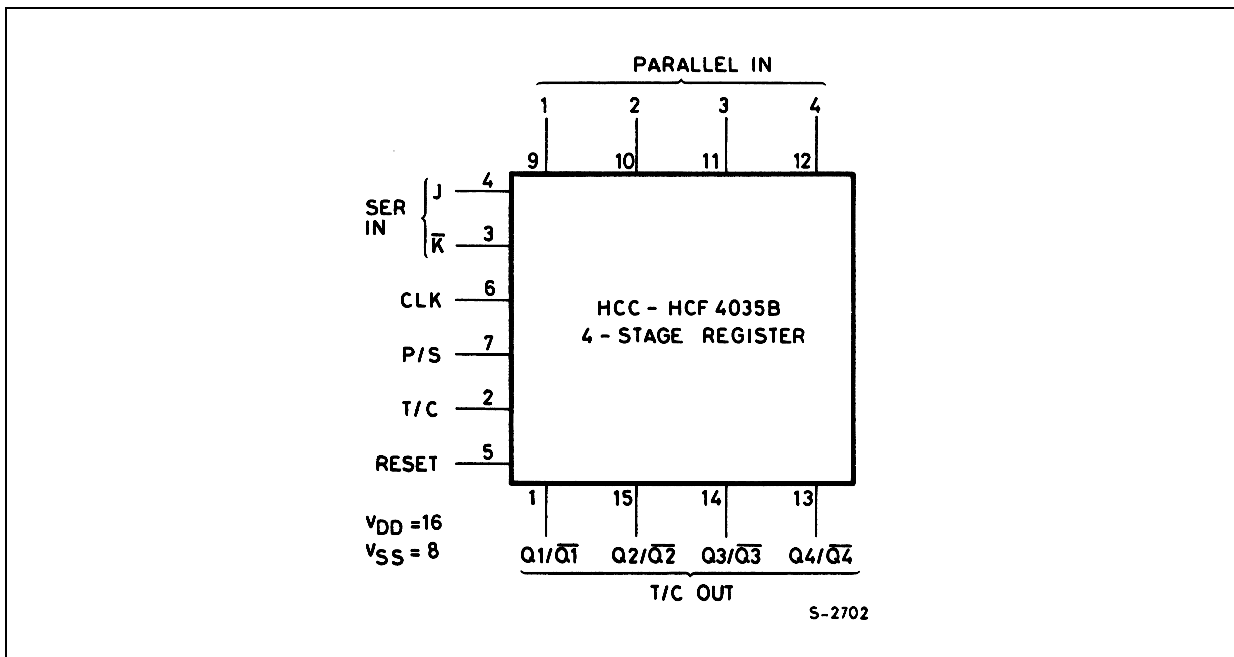 PARALLEL IN
1 2 3 4
9 10 11 12
SER IN
J 4
K̅ 3
CLK 6
P/S 7
T/C 2
RESET 5
HCC - HCF 4035B
4 - STAGE REGISTER
1 15 14 13
VDD = 16
VSS = 8
Q1/Q̅1̅ Q2/Q̅2̅ Q3/Q̅3̅ Q4/Q̅4̅
T/C OUT
S-2702